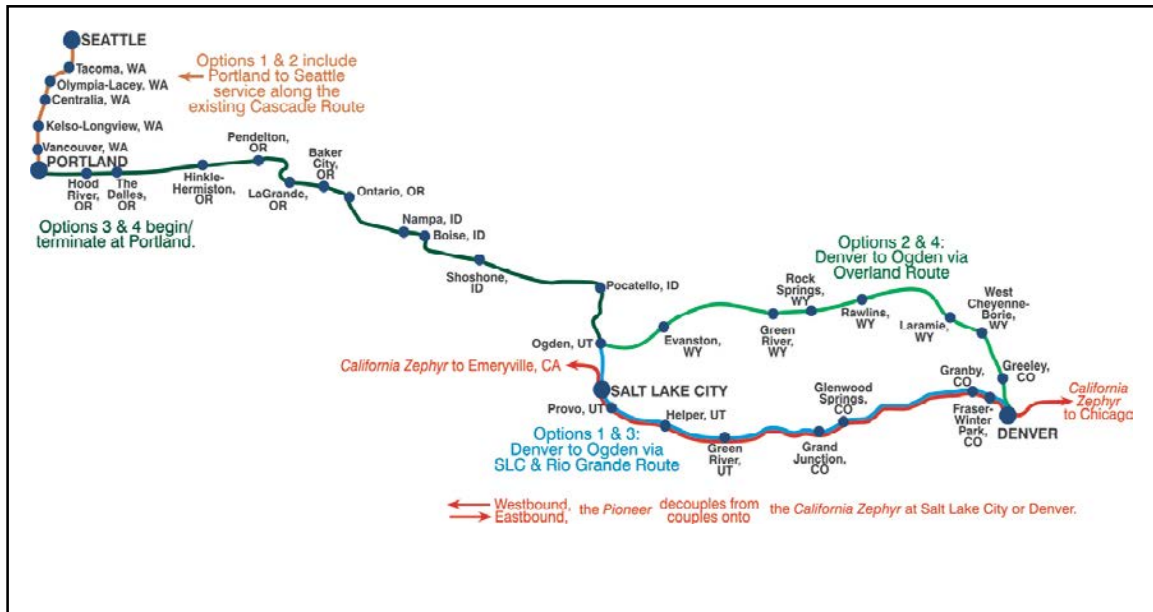 SEATTLE
Tacoma, WA
Olympia-Lacey, WA
Centralia, WA
Kelso-Longview, WA
Vancouver, WA
PORTLAND
Options 1 & 2 include
Portland to Seattle
service along the
existing Cascade Route
Hood
River,
OR
The
Dalles,
OR
Hinkle-
Hermiston,
OR
Pendelton,
OR
LaGrande,
OR
Baker
City,
OR
Ontario, OR
Options 3 & 4 begin/
terminate at Portland.
Nampa, ID
Boise, ID
Shoshone,
ID
Pocatello, ID
Ogden, UT
Options 2 & 4:
Denver to Ogden via
Overland Route
Evanston,
WY
Green
River,
WY
Rock
Springs,
WY
Rawlins,
WY
Laramie,
WY
West
Cheyenne-
Borie,
WY
Greeley,
CO
California Zephyr to Emeryville, CA
SALT LAKE CITY
Provo, UT
Helper, UT
Green
River,
UT
Grand
Junction,
CO
Glenwood
Springs,
CO
Granby,
CO
Fraser-
Winter
Park,
CO
DENVER
California
Zephyr
to Chicago
Options 1 & 3:
Denver to Ogden via
SLC & Rio Grande Route
Westbound, the Pioneer decouples from the California Zephyr at Salt Lake City or Denver.
Eastbound, couples onto